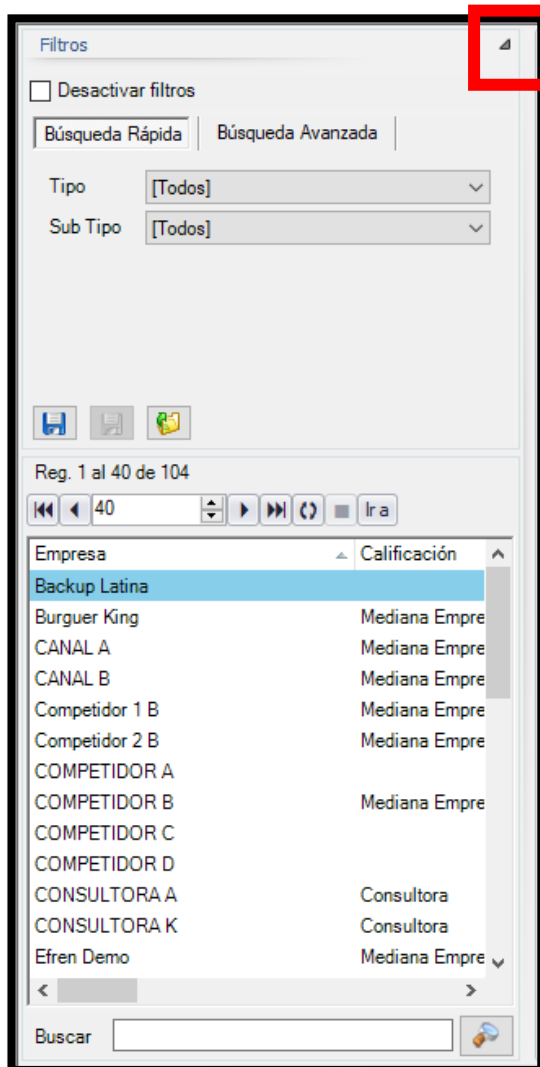 Filtros
Desactivar filtros
Búsqueda Rápida Búsqueda Avanzada
Tipo [Todos]
Sub Tipo [Todos]
Reg. 1 al 40 de 104
40 Ir a
Empresa Calificación
Backup Latina
Burguer King Mediana Empre
CANAL A Mediana Empre
CANAL B Mediana Empre
Competidor 1 B Mediana Empre
Competidor 2 B Mediana Empre
COMPETIDOR A
COMPETIDOR B Mediana Empre
COMPETIDOR C
COMPETIDOR D
CONSULTORA A Consultora
CONSULTORA K Consultora
Efren Demo Mediana Empre
Buscar